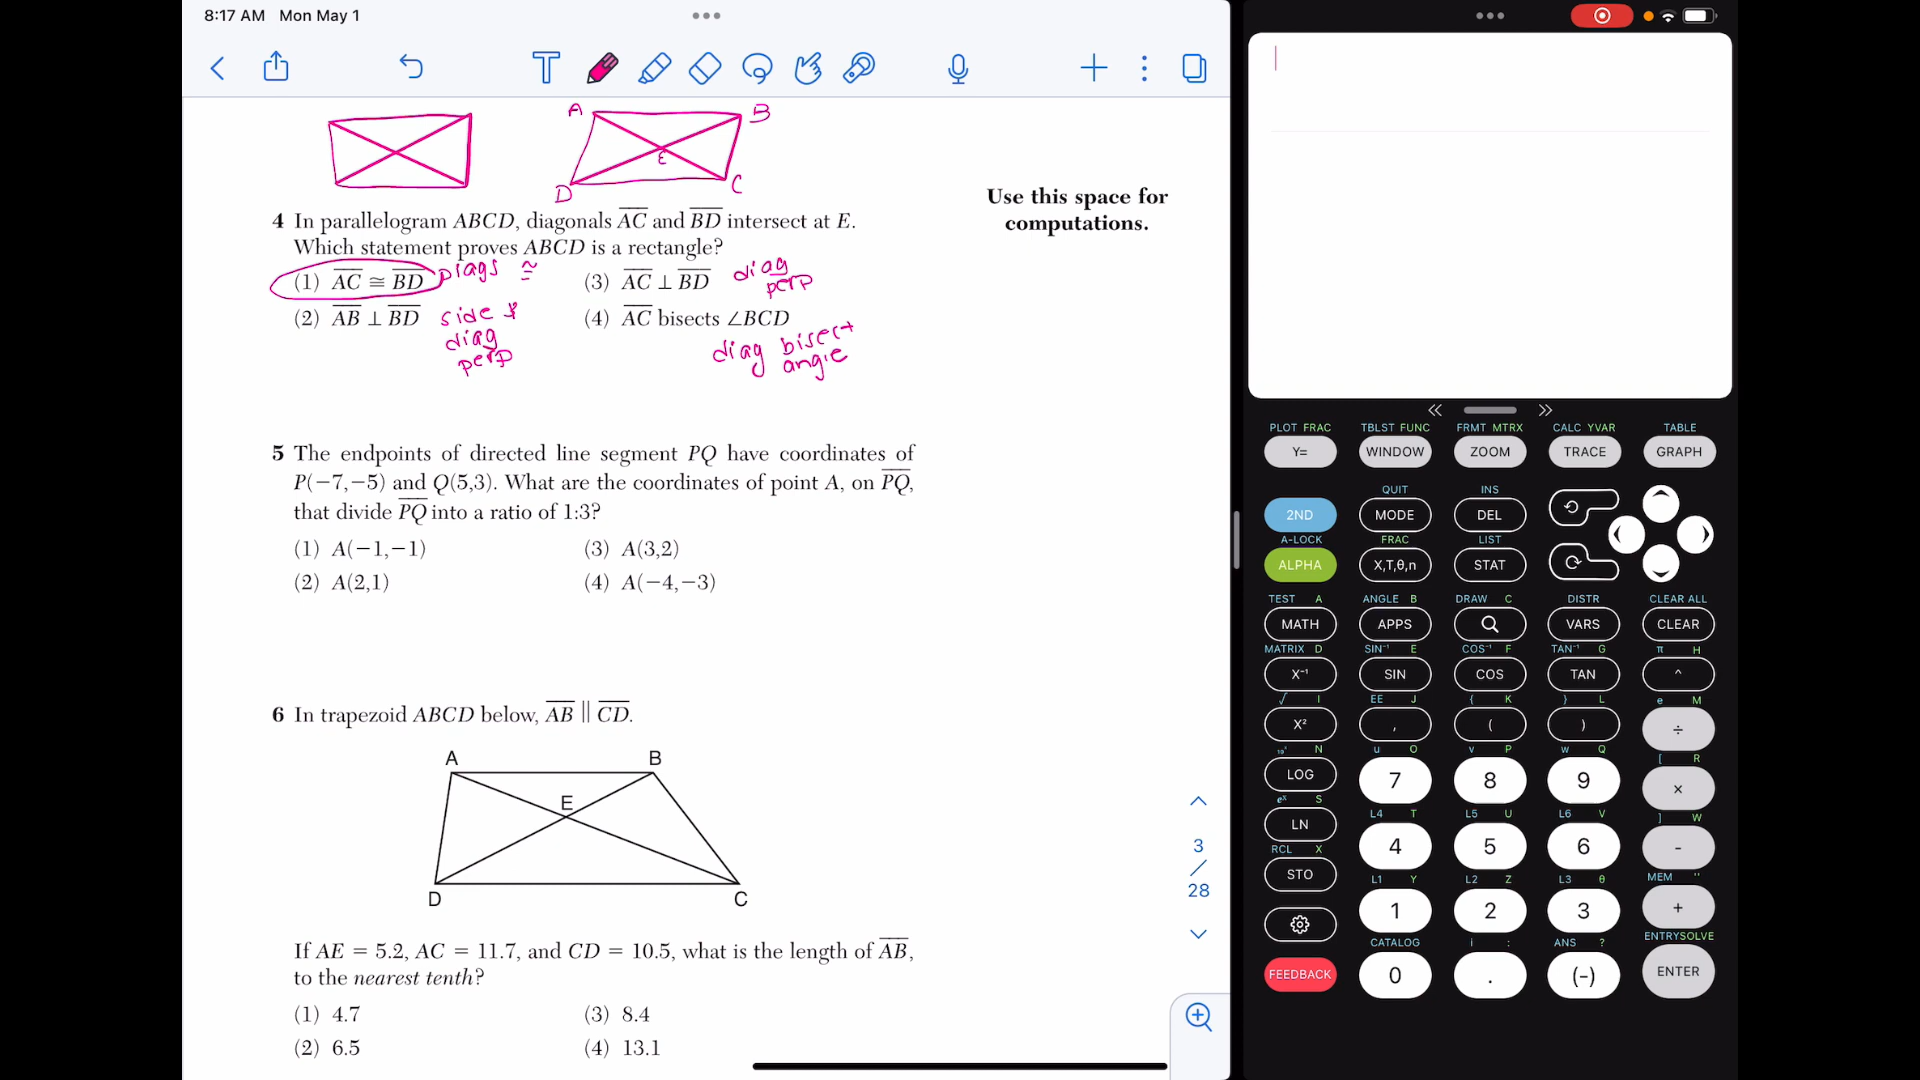 8:17 AM Mon May 1
A
B
E
D
C
Use this space for
computations.
4 In parallelogram ABCD, diagonals AC and BD intersect at E.
Which statement proves ABCD is a rectangle?
(1) AC ≅ BD Diags ≅
(3) AC ⊥ BD diag
perp
(2) AB ⊥ BD side &
diag
perp
(4) AC bisects ∠BCD
diag bisect
angle
5 The endpoints of directed line segment PQ have coordinates of
P(−7,−5) and Q(5,3). What are the coordinates of point A, on PQ,
that divide PQ into a ratio of 1:3?
(1) A(−1,−1) (3) A(3,2)
(2) A(2,1) (4) A(−4,−3)
6 In trapezoid ABCD below, AB || CD.
A B
E
D C
If AE = 5.2, AC = 11.7, and CD = 10.5, what is the length of AB,
to the nearest tenth?
(1) 4.7 (3) 8.4
(2) 6.5 (4) 13.1
3
/
28
PLOT FRAC TBLST FUNC FRMT MTRX CALC YVAR TABLE
Y= WINDOW ZOOM TRACE GRAPH
QUIT INS
2ND MODE DEL
A-LOCK FRAC LIST
ALPHA X,T,θ,n STAT
TEST A ANGLE B DRAW C DISTR CLEAR ALL
MATH APPS VARS CLEAR
MATRIX D SIN⁻¹ E COS⁻¹ F TAN⁻¹ G π H
X⁻¹ SIN COS TAN ^
√ I EE J { K } L e M
X² , ( ) ÷
N u O v P w Q [ R
LOG 7 8 9 ×
eˣ S L4 T L5 U L6 V ] W
LN 4 5 6 -
RCL X L1 Y L2 Z L3 θ MEM "
STO 1 2 3 +
CATALOG i : ANS ? ENTRY SOLVE
FEEDBACK 0 . (-) ENTER